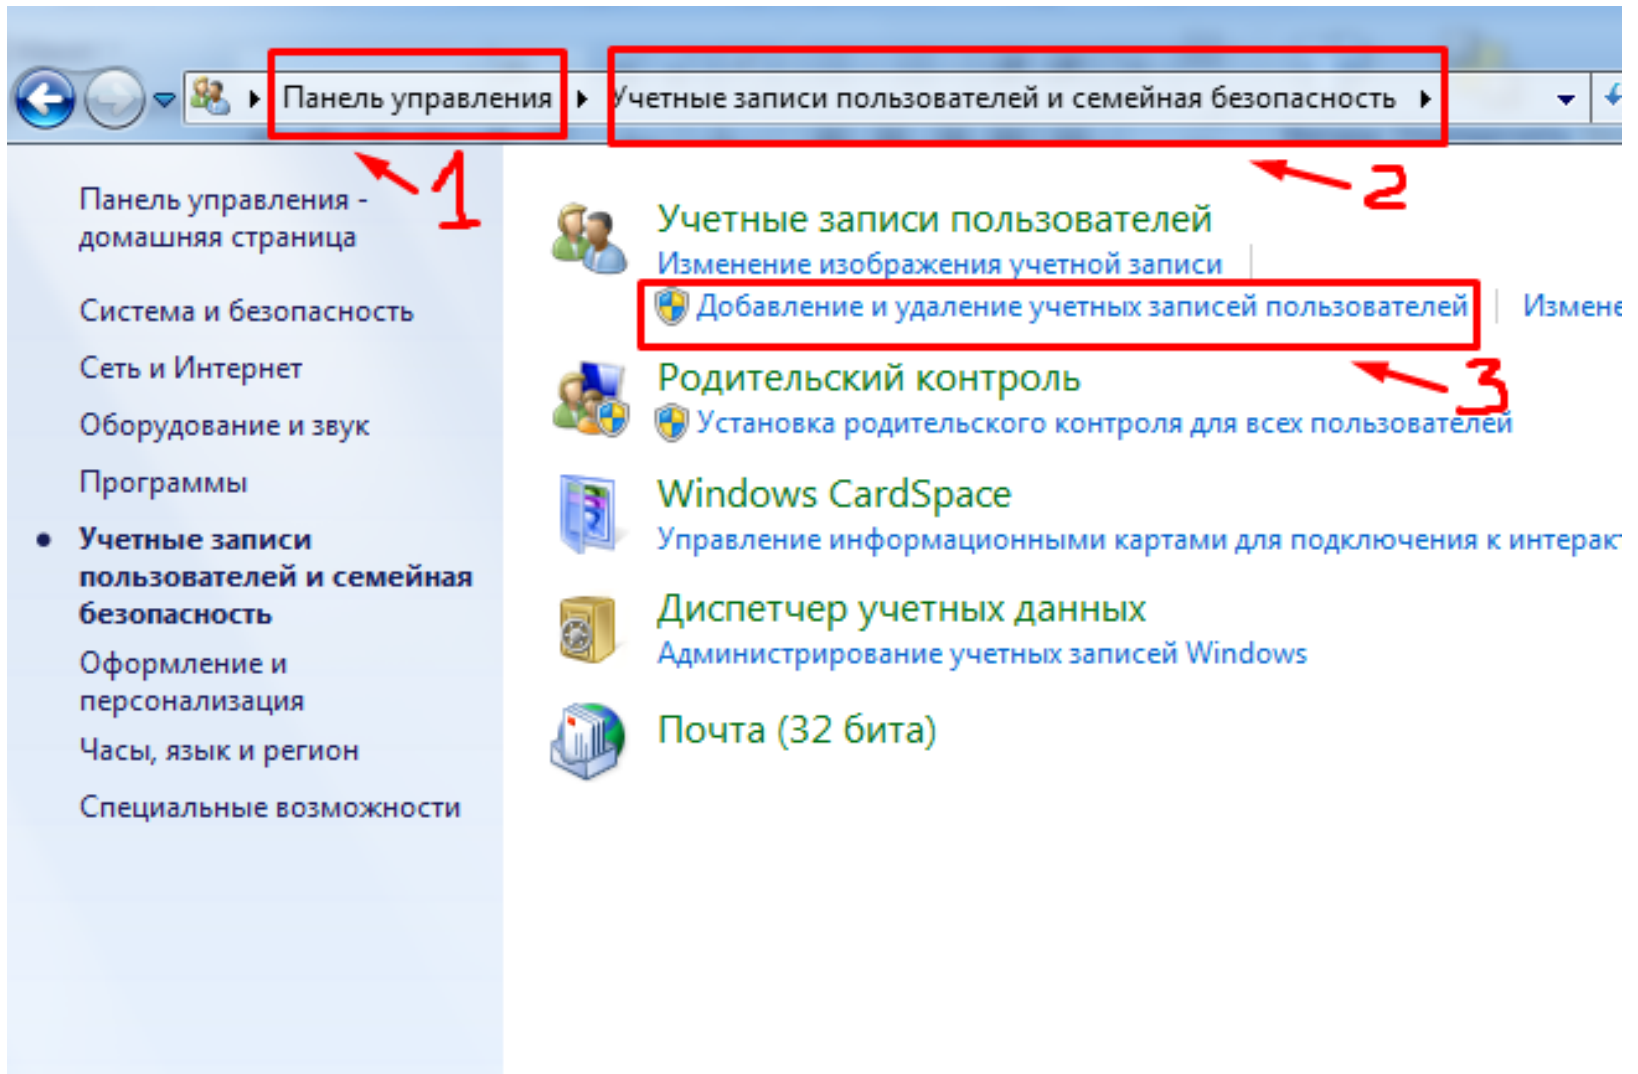 Панель управления
Учетные записи пользователей и семейная безопасность
1
2
Панель управления -
домашняя страница
Система и безопасность
Сеть и Интернет
Оборудование и звук
Программы
Учетные записи
пользователей и семейная
безопасность
Оформление и
персонализация
Часы, язык и регион
Специальные возможности
Учетные записи пользователей
Изменение изображения учетной записи
Добавление и удаление учетных записей пользователей
Измене
3
Родительский контроль
Установка родительского контроля для всех пользователей
Windows CardSpace
Управление информационными картами для подключения к интерак
Диспетчер учетных данных
Администрирование учетных записей Windows
Почта (32 бита)